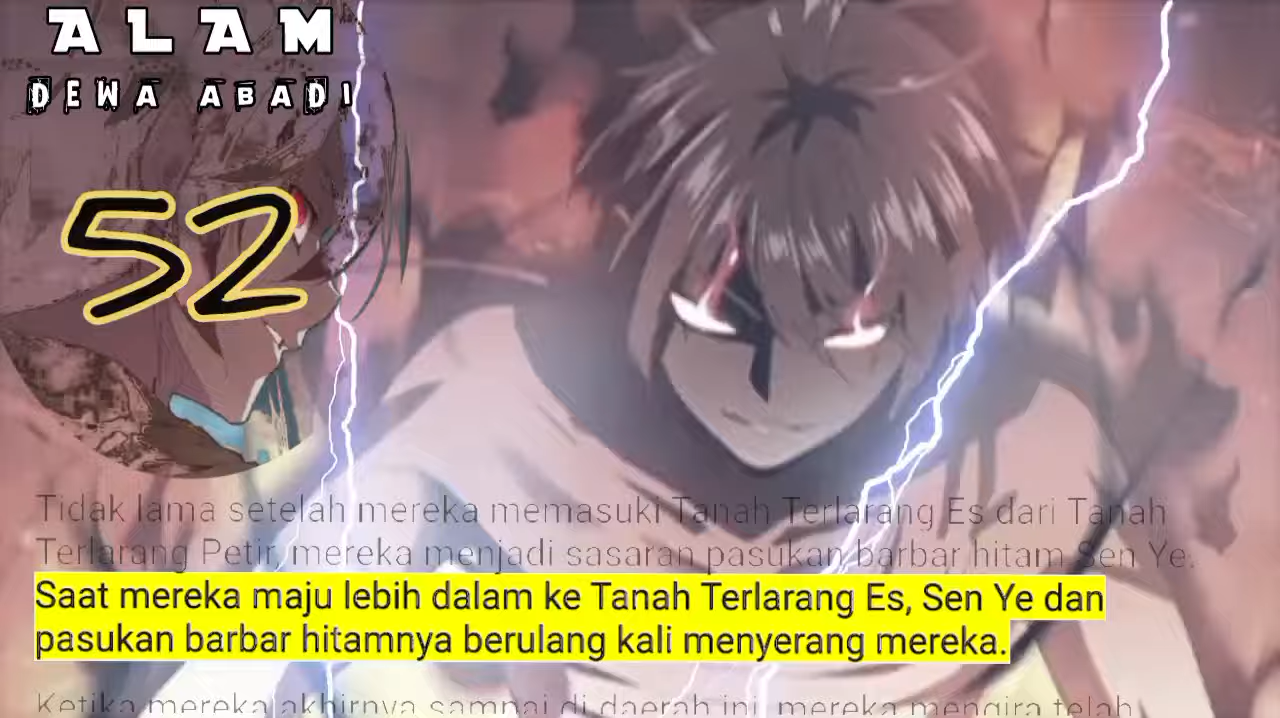 ALAM
DEWA ABADI
52
Tidak lama setelah mereka memasuki Tanah Terlarang Es dari Tanah
Terlarang Petir, mereka menjadi sasaran pasukan barbar hitam Sen Ye.
Saat mereka maju lebih dalam ke Tanah Terlarang Es, Sen Ye dan
pasukan barbar hitamnya berulang kali menyerang mereka.
Ketika mereka akhirnya sampai di daerah ini, mereka mengira telah